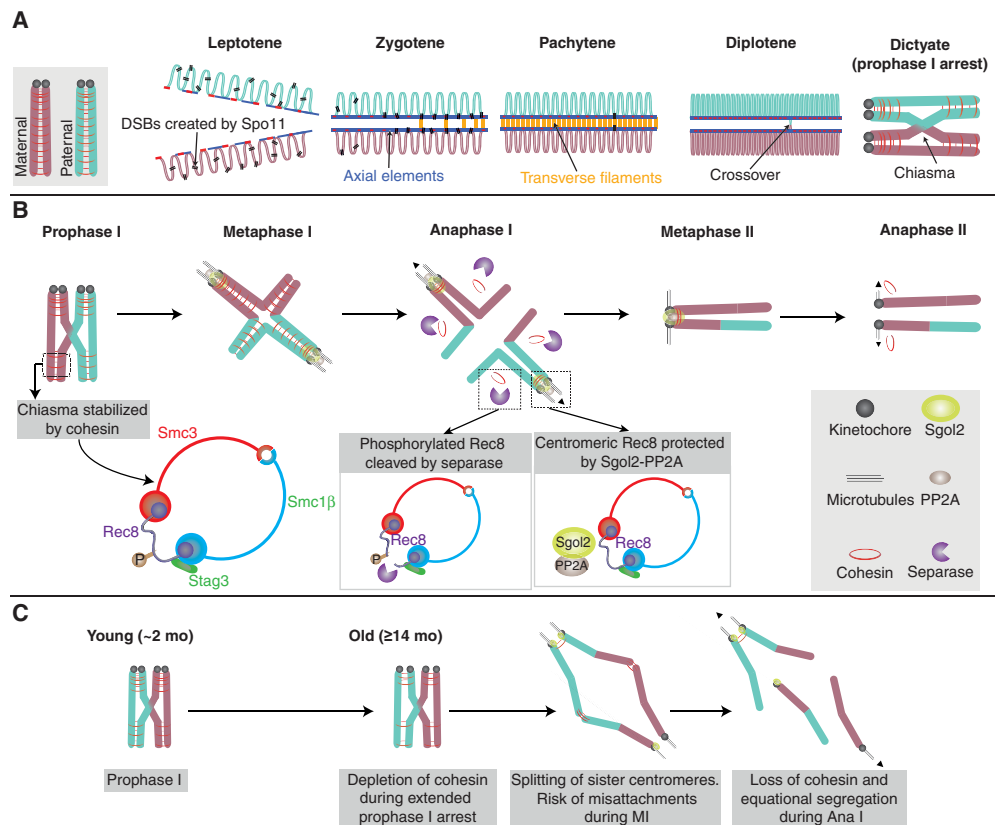 A
Leptotene
Zygotene
Pachytene
Diplotene
Dictyate
(prophase I arrest)
Maternal
Paternal
DSBs created by Spo11
Axial elements
Transverse filaments
Crossover
Chiasma
B
Prophase I
Metaphase I
Anaphase I
Metaphase II
Anaphase II
Chiasma stabilized
by cohesin
Smc3
Smc1β
Rec8
P
Stag3
Phosphorylated Rec8
cleaved by separase
Rec8
P
Centromeric Rec8 protected
by Sgol2-PP2A
Sgol2
PP2A
Rec8
Kinetochore
Sgol2
Microtubules
PP2A
Cohesin
Separase
C
Young (~2 mo)
Old (≥14 mo)
Prophase I
Depletion of cohesin
during extended
prophase I arrest
Splitting of sister centromeres.
Risk of misattachments
during MI
Loss of cohesin and
equational segregation
during Ana I